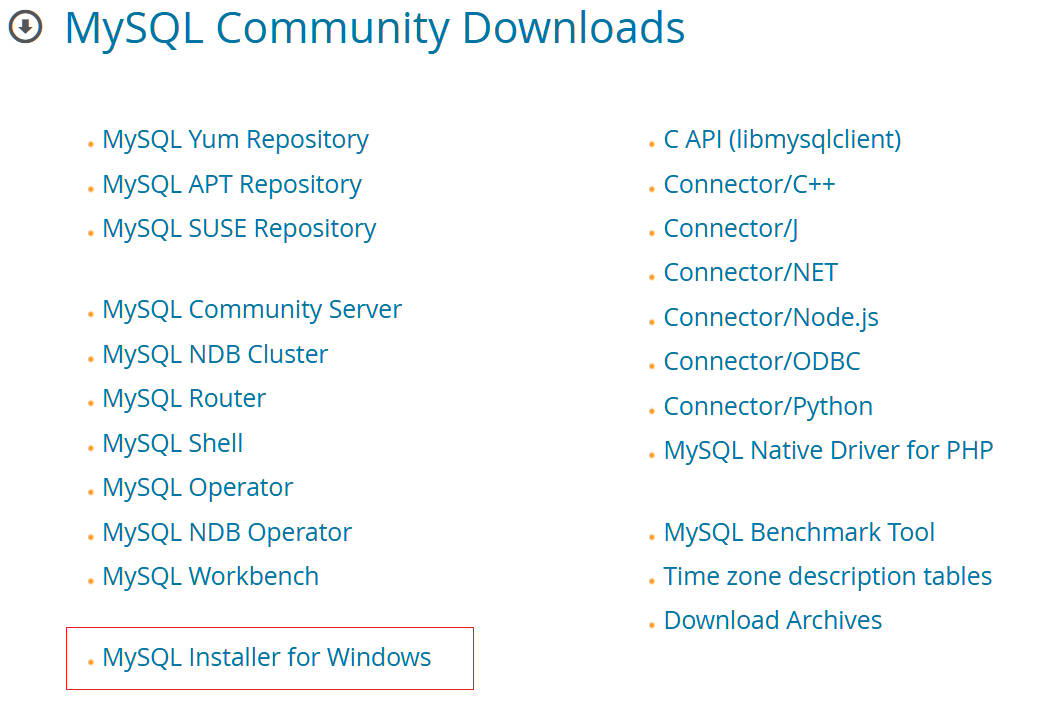 MySQL Community Downloads
MySQL Yum Repository
MySQL APT Repository
MySQL SUSE Repository
MySQL Community Server
MySQL NDB Cluster
MySQL Router
MySQL Shell
MySQL Operator
MySQL NDB Operator
MySQL Workbench
MySQL Installer for Windows
C API (libmysqlclient)
Connector/C++
Connector/J
Connector/NET
Connector/Node.js
Connector/ODBC
Connector/Python
MySQL Native Driver for PHP
MySQL Benchmark Tool
Time zone description tables
Download Archives